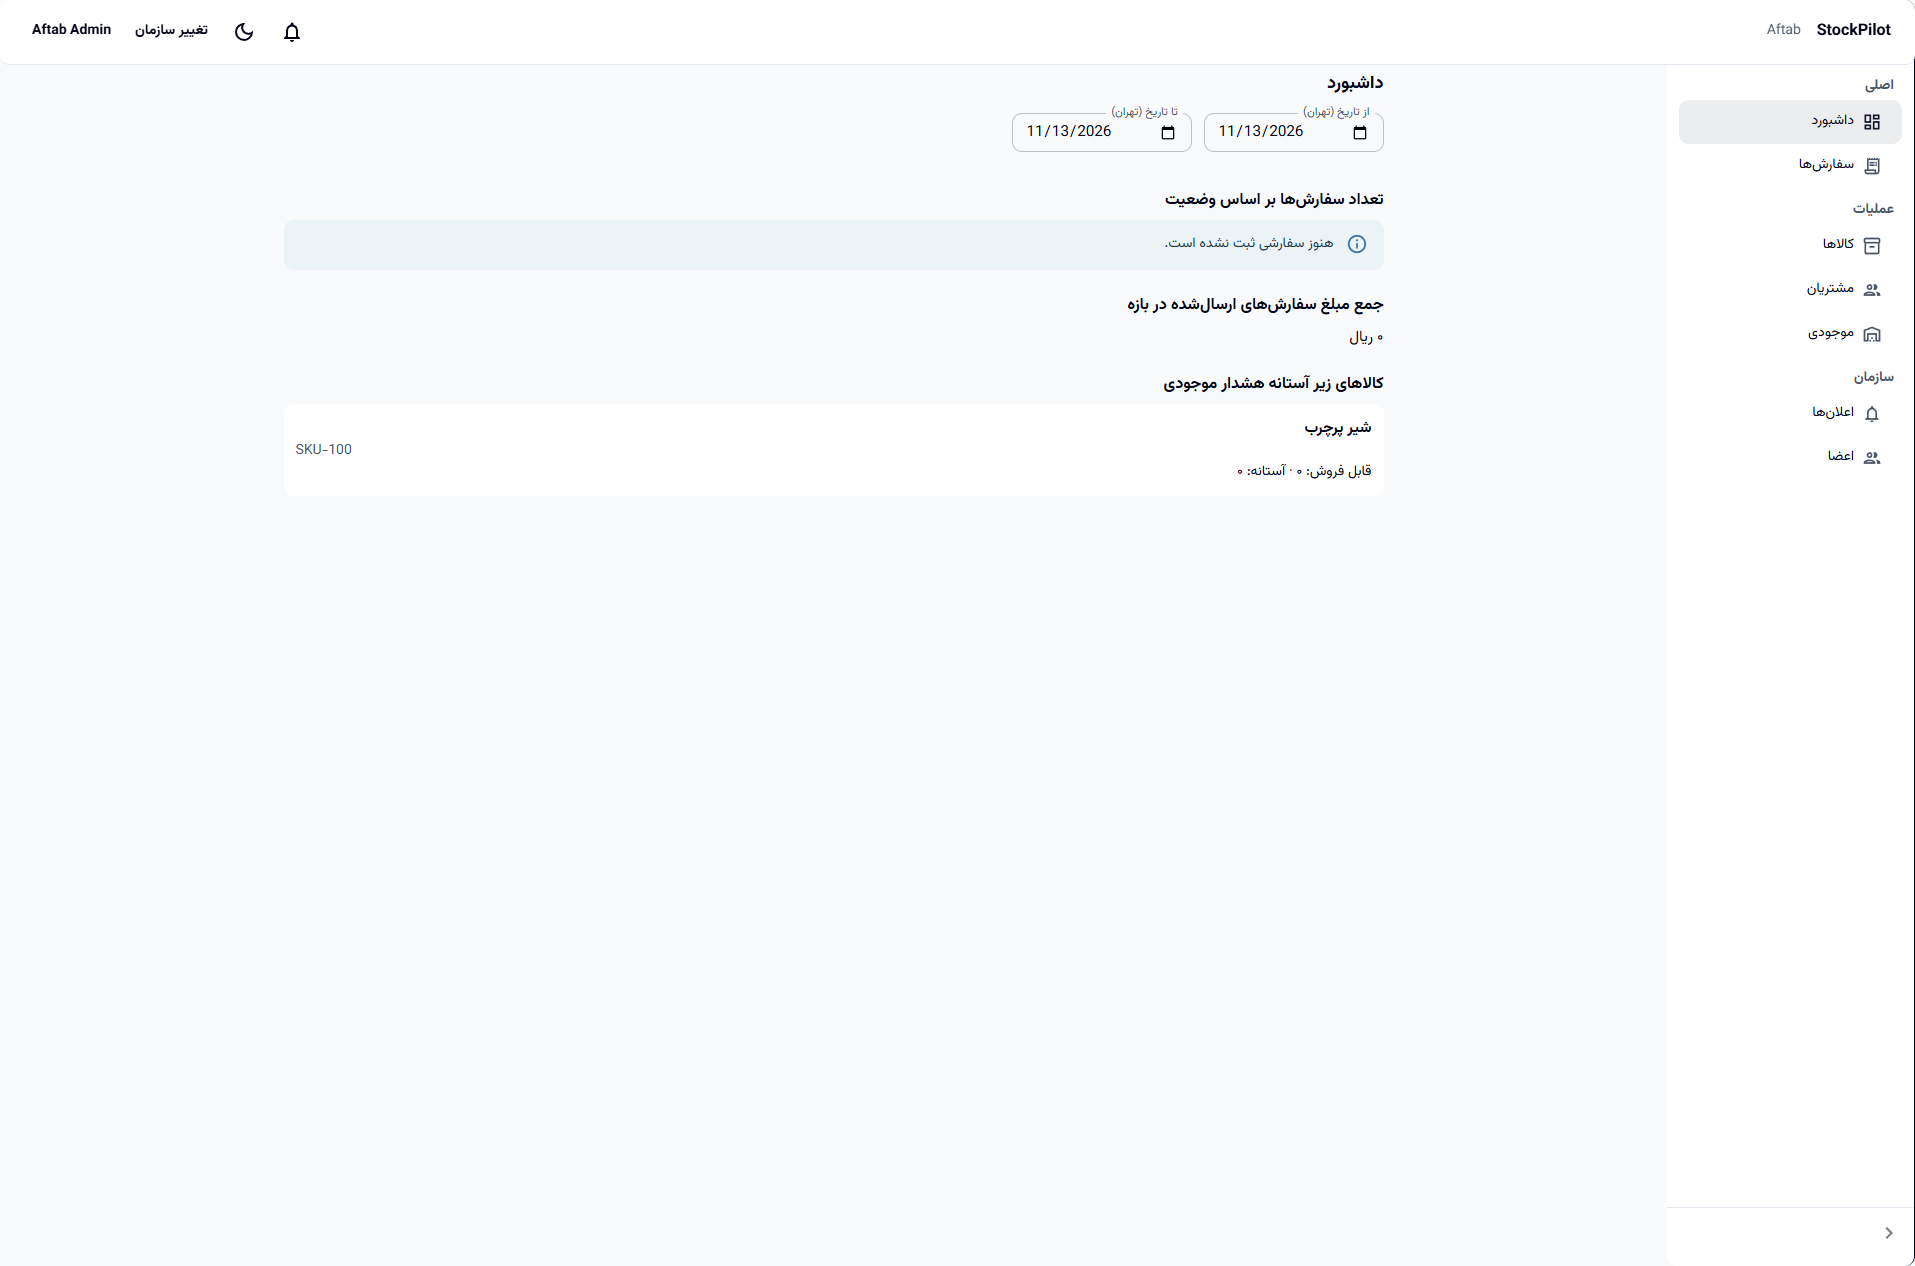 StockPilot Aftab
تغییر سازمان Aftab Admin
اصلی
داشبورد
سفارش‌ها
عملیات
کالاها
مشتریان
موجودی
سازمان
اعلان‌ها
اعضا
داشبورد
از تاریخ (تهران)
11/13/2026
تا تاریخ (تهران)
11/13/2026
تعداد سفارش‌ها بر اساس وضعیت
هنوز سفارشی ثبت نشده است.
جمع مبلغ سفارش‌های ارسال‌شده در بازه
۰ ریال
کالاهای زیر آستانه هشدار موجودی
شیر پرچرب
SKU-100
قابل فروش: ۰ · آستانه: ۰